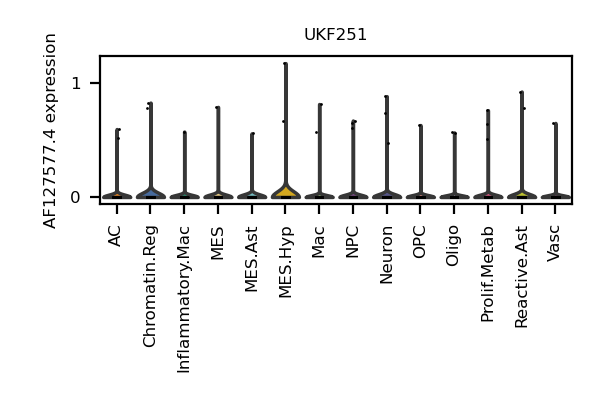 UKF251
AF127577.4 expression
1
0
AC
Chromatin.Reg
Inflammatory.Mac
MES
MES.Ast
MES.Hyp
Mac
NPC
Neuron
OPC
Oligo
Prolif.Metab
Reactive.Ast
Vasc